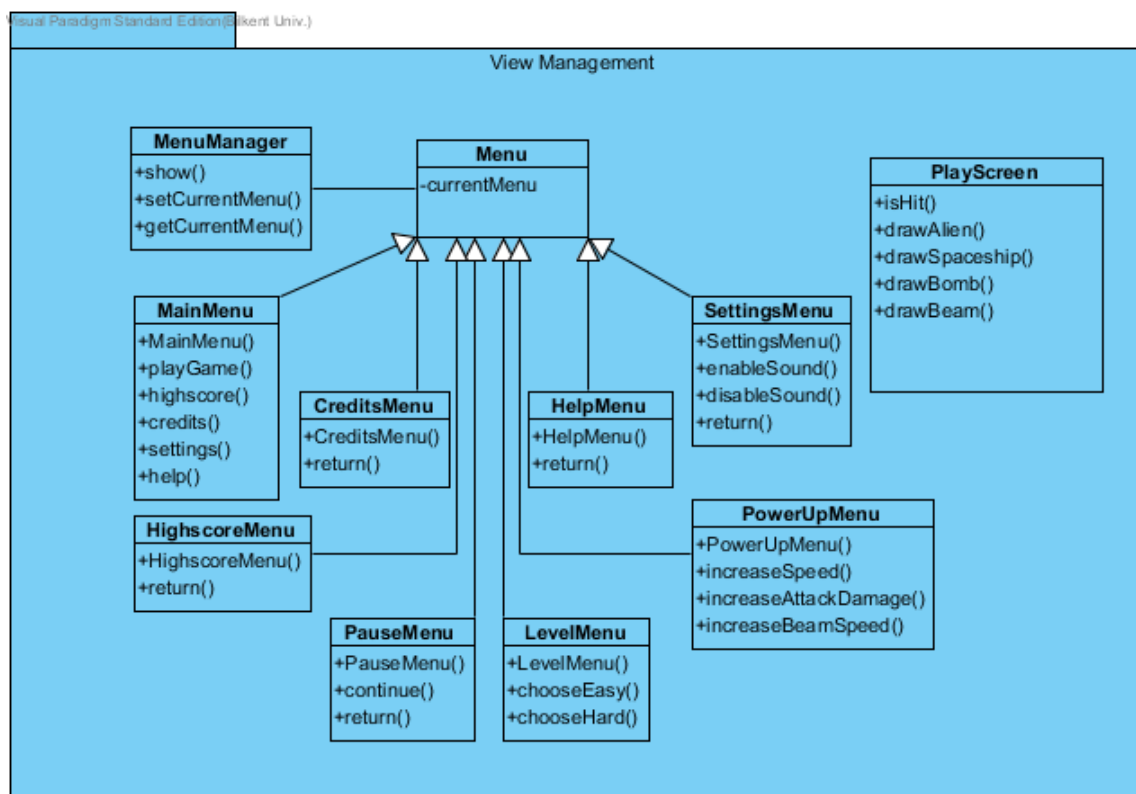 Visual Paradigm Standard Edition(Bilkent Univ.)
View Management
MenuManager
+show()
+setCurrentMenu()
+getCurrentMenu()
Menu
-currentMenu
PlayScreen
+isHit()
+drawAlien()
+drawSpaceship()
+drawBomb()
+drawBeam()
MainMenu
+MainMenu()
+playGame()
+highscore()
+credits()
+settings()
+help()
CreditsMenu
+CreditsMenu()
+return()
HelpMenu
+HelpMenu()
+return()
SettingsMenu
+SettingsMenu()
+enableSound()
+disableSound()
+return()
HighscoreMenu
+HighscoreMenu()
+return()
PowerUpMenu
+PowerUpMenu()
+increaseSpeed()
+increaseAttackDamage()
+increaseBeamSpeed()
PauseMenu
+PauseMenu()
+continue()
+return()
LevelMenu
+LevelMenu()
+chooseEasy()
+chooseHard()